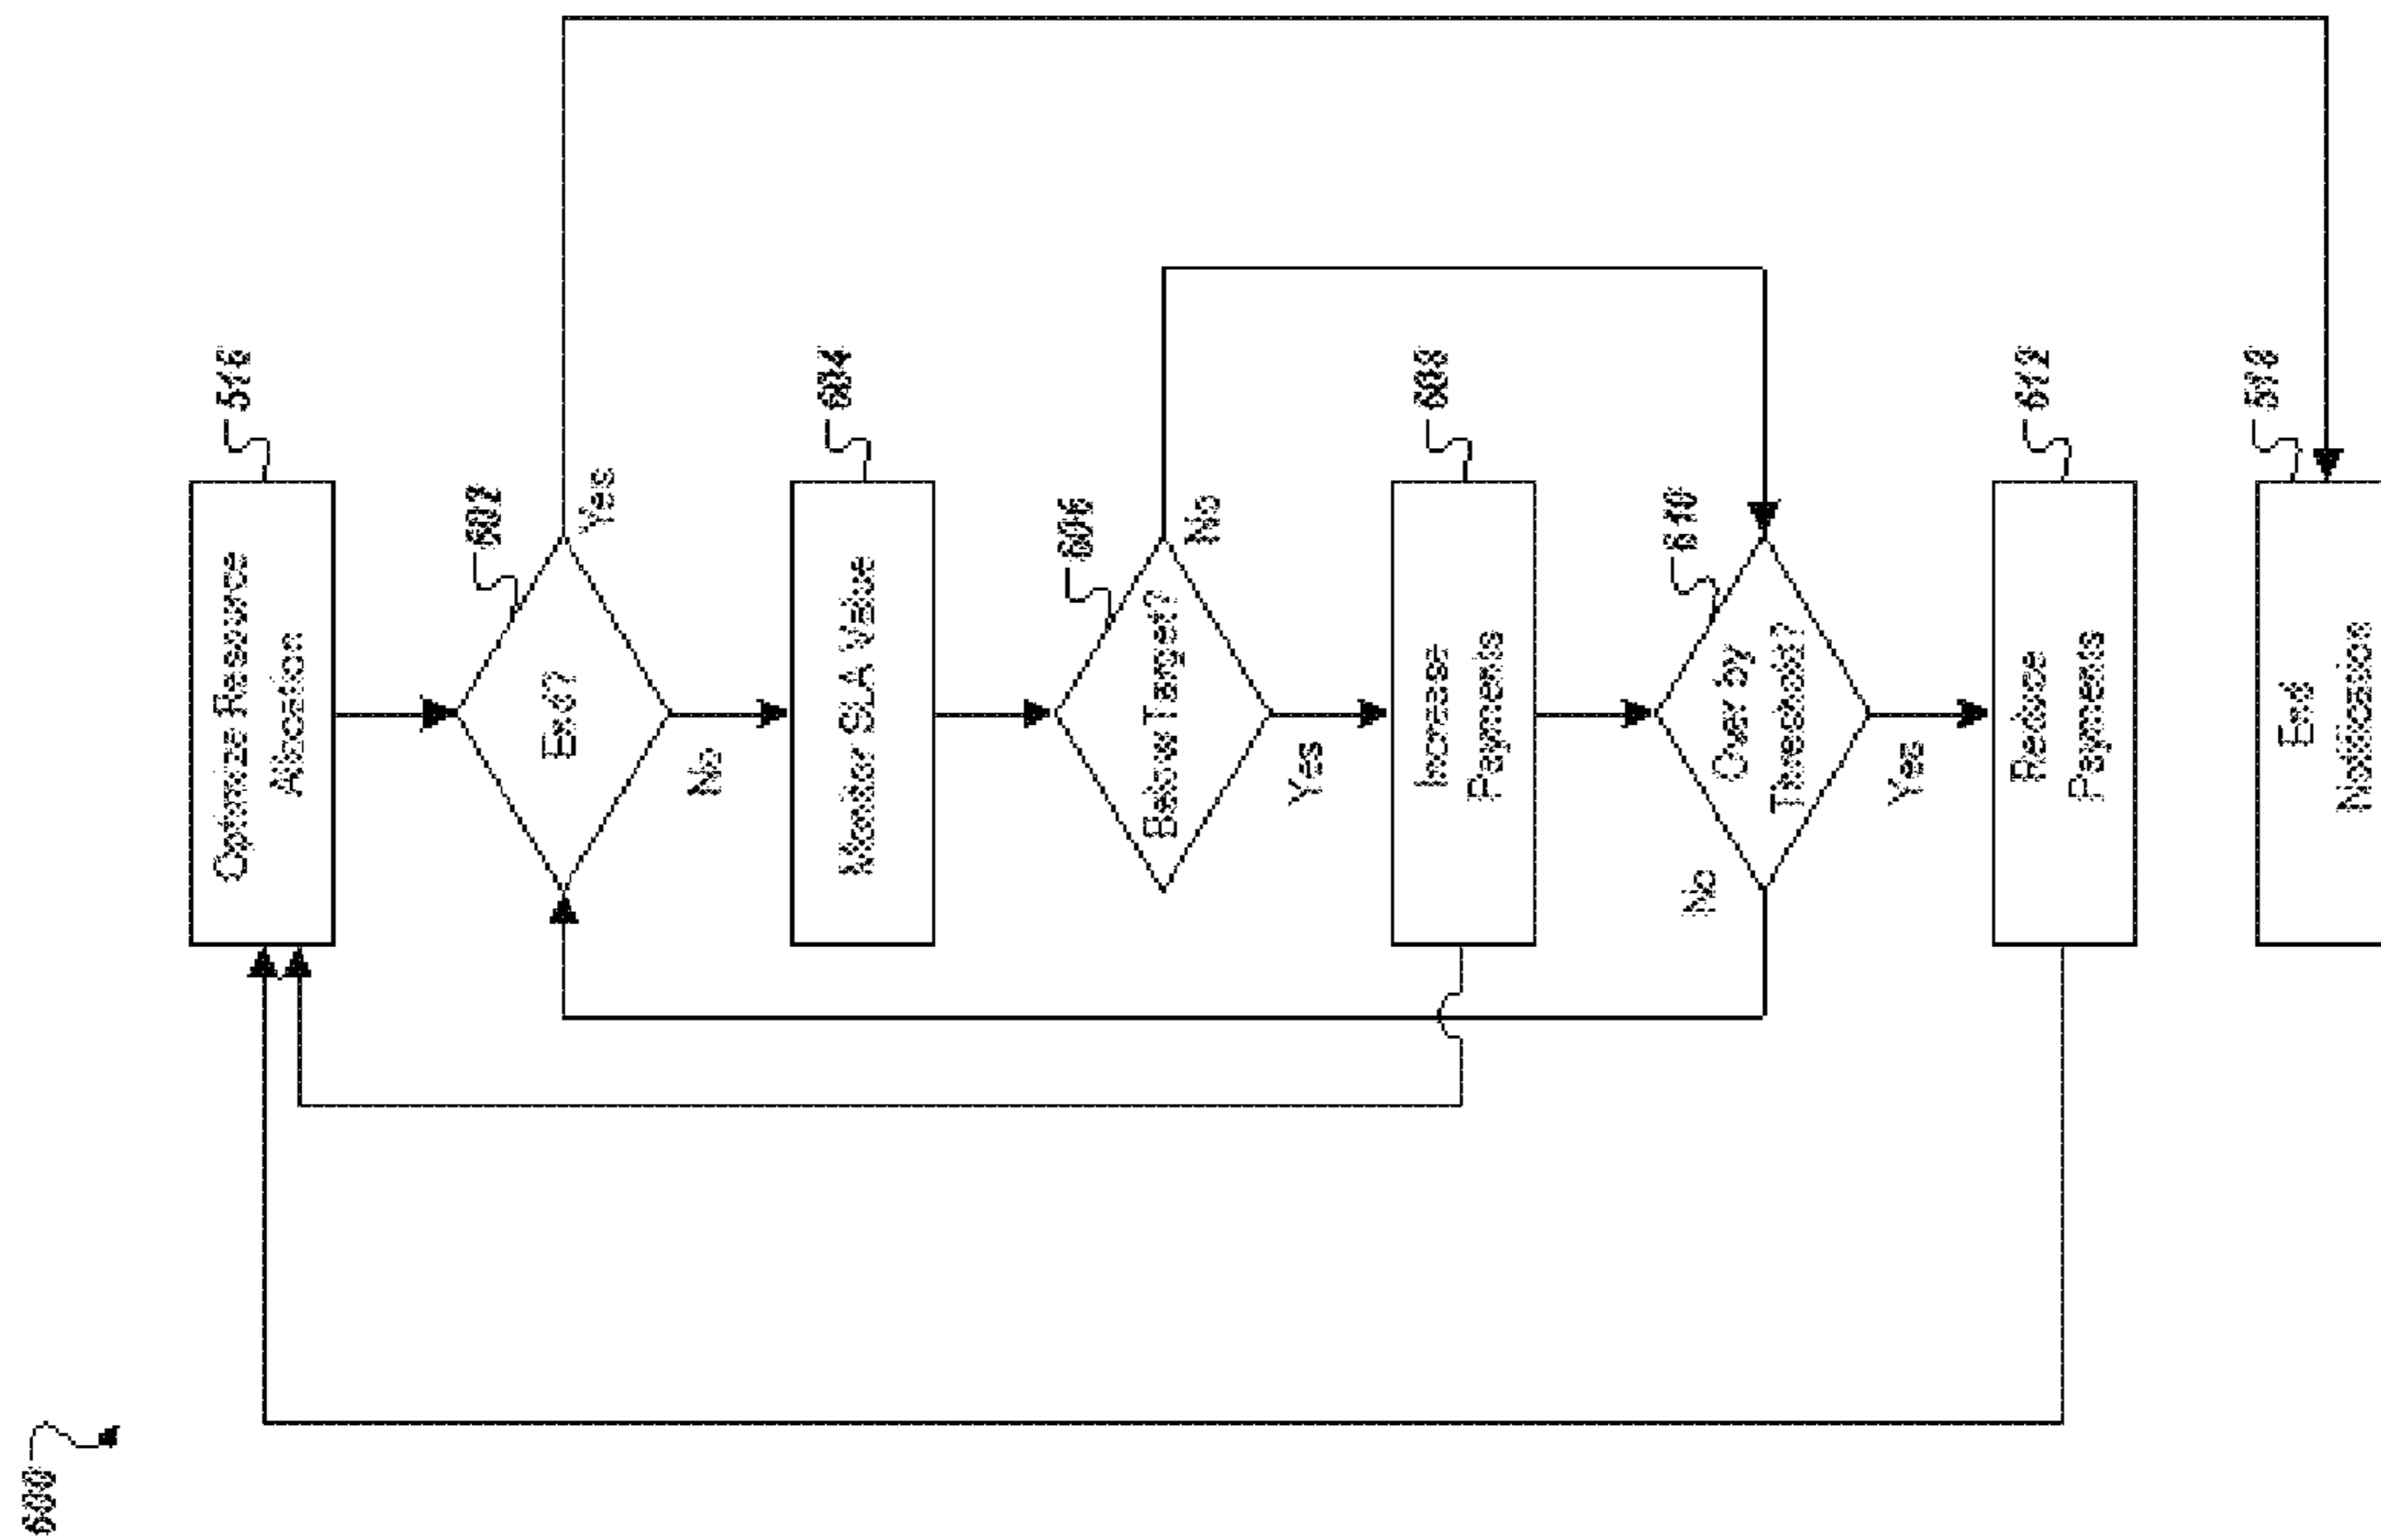 600
Optimize Resource
Allocation
516
End?
602
Yes
No
Monitor SLA Value
604
Below Target?
606
No
Yes
Increase
Payments
608
Over by
Threshold?
610
No
Yes
Reduce
Payments
612
End
Notification
518